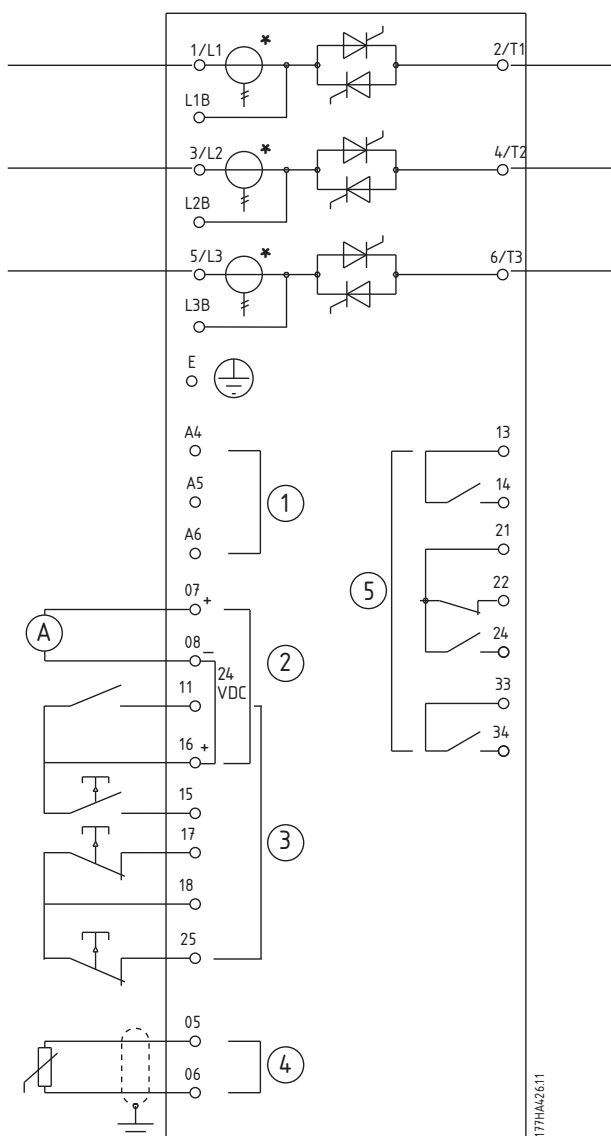 1/L1
*
2/T1
L1B
3/L2
*
4/T2
L2B
5/L3
*
6/T3
L3B
E
A4
A5
A6
1
13
14
21
22
24
33
34
5
07 +
A
08 –
24
VDC
2
11
16 +
15
17
18
25
3
05
06
4
177HA426.11